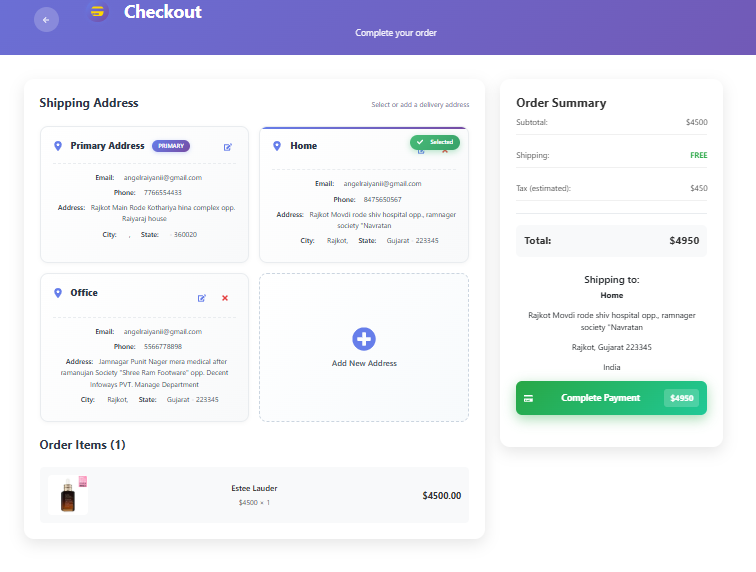 Checkout
Complete your order
Shipping Address
Select or add a delivery address
Primary Address PRIMARY
Email: angelraiyanii@gmail.com
Phone: 7766554433
Address: Rajkot Main Rode Kothariya hina complex opp.
Raiyaraj house
City: , State: - 360020
Home
Selected
Email: angelraiyanii@gmail.com
Phone: 8475650567
Address: Rajkot Movdi rode shiv hospital opp., ramnager
society "Navratan
City: Rajkot, State: Gujarat - 223345
Office
Email: angelraiyanii@gmail.com
Phone: 5566778898
Address: Jamnagar Punit Nager mera medical after
ramanujan Society "Shree Ram Footware" opp. Decent
Infoways PVT. Manage Department
City: Rajkot, State: Gujarat - 223345
Add New Address
Order Items (1)
Estee Lauder
$4500 × 1
$4500.00
Order Summary
Subtotal: $4500
Shipping: FREE
Tax (estimated): $450
Total: $4950
Shipping to:
Home
Rajkot Movdi rode shiv hospital opp., ramnager
society "Navratan
Rajkot, Gujarat 223345
India
Complete Payment $4950